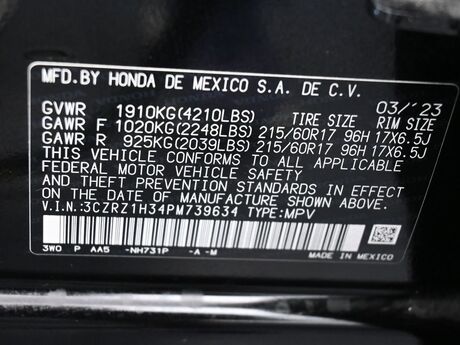 MFD. BY HONDA DE MEXICO S.A. DE C.V.
03/'23
GVWR 1910KG(4210LBS) TIRE SIZE RIM SIZE
GAWR F 1020KG(2248LBS) 215/60R17 96H 17X6.5J
GAWR R 925KG(2039LBS) 215/60R17 96H 17X6.5J
THIS VEHICLE CONFORMS TO ALL APPLICABLE
FEDERAL MOTOR VEHICLE SAFETY
AND THEFT PREVENTION STANDARDS IN EFFECT
ON THE DATE OF MANUFACTURE SHOWN ABOVE.
V.I.N.:3CZRZ1H34PM739634 TYPE:MPV
3W0 P AA5 -NH731P -A -M MADE IN MEXICO